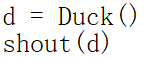 d = Duck()
shout(d)